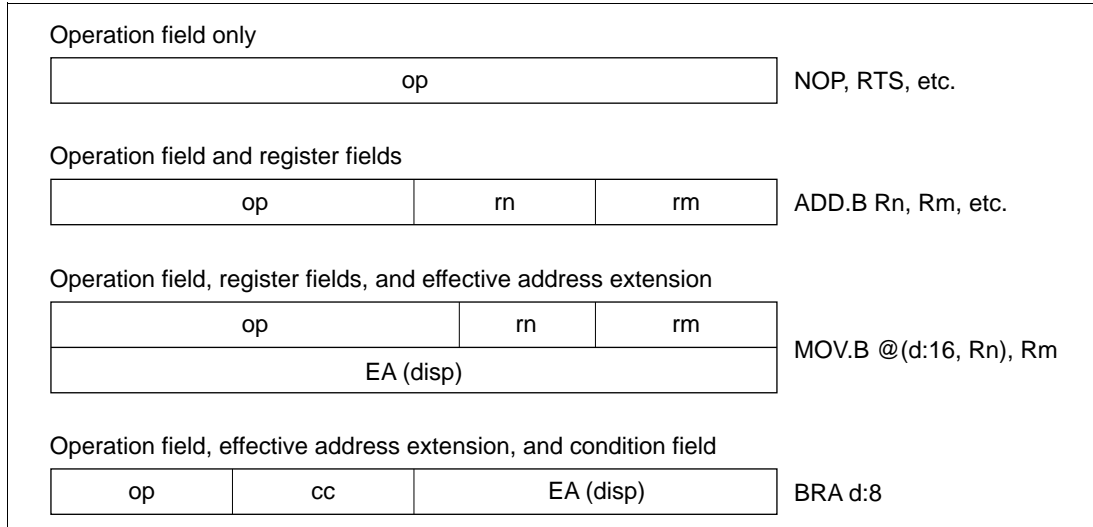 Operation field only
op
NOP, RTS, etc.
Operation field and register fields
op rn rm
ADD.B Rn, Rm, etc.
Operation field, register fields, and effective address extension
op rn rm
EA (disp)
MOV.B @(d:16, Rn), Rm
Operation field, effective address extension, and condition field
op cc EA (disp)
BRA d:8